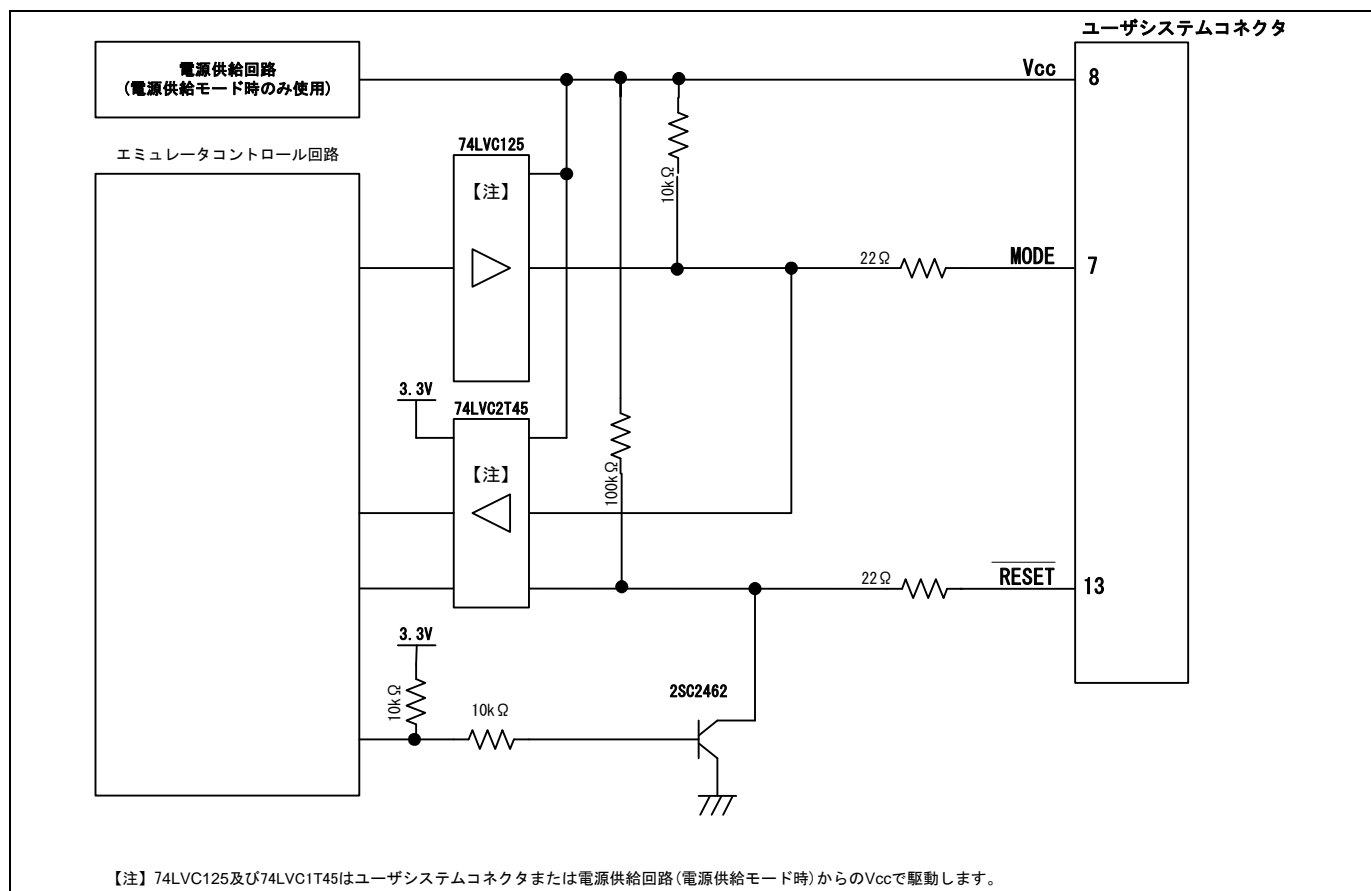 ユーザシステムコネクタ
電源供給回路
(電源供給モード時のみ使用)
Vcc
8
エミュレータコントロール回路
74LVC125
【注】
10kΩ
22Ω
MODE
7
3.3V
74LVC2T45
【注】
100kΩ
22Ω
RESET
13
3.3V
10kΩ
10kΩ
2SC2462
【注】74LVC125及び74LVC1T45はユーザシステムコネクタまたは電源供給回路(電源供給モード時)からのVccで駆動します。